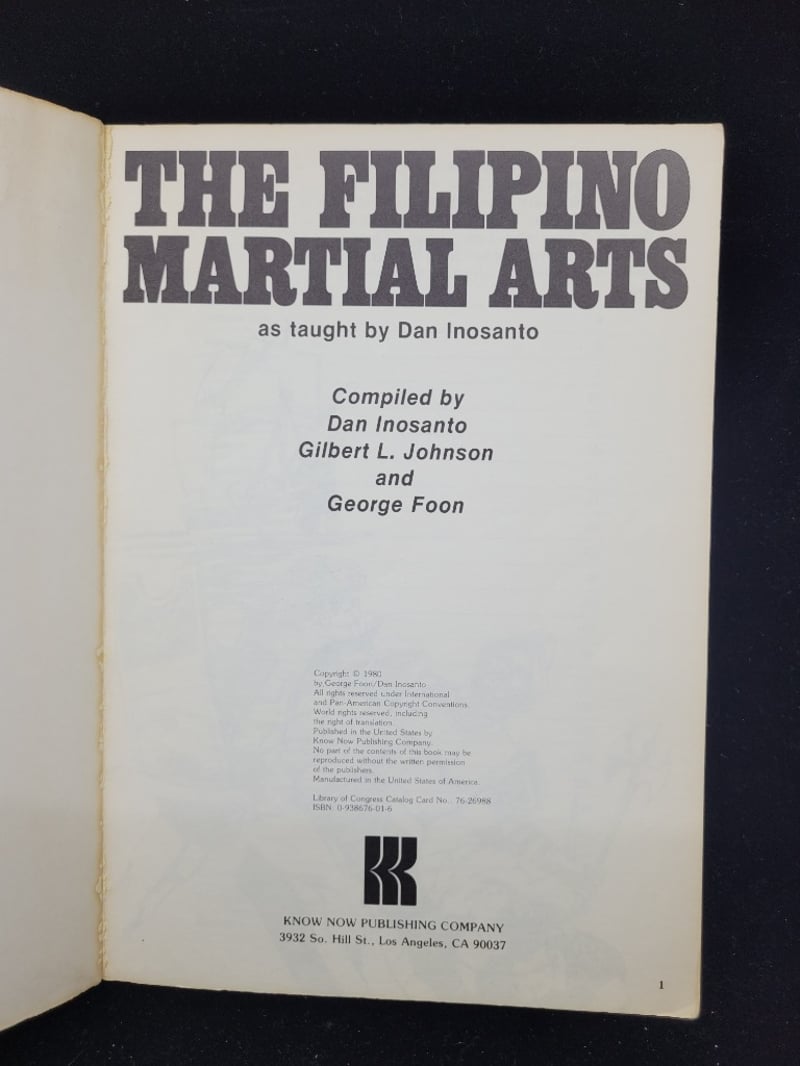 THE FILIPINO
MARTIAL ARTS
as taught by Dan Inosanto
Compiled by
Dan Inosanto
Gilbert L. Johnson
and
George Foon
Copyright © 1980
by George Foon/Dan Inosanto
All rights reserved under International
and Pan-American Copyright Conventions.
World rights reserved, including
the right of translation.
Published in the United States by
Know Now Publishing Company.
No part of the contents of this book may be
reproduced without the written permission
of the publishers.
Manufactured in the United States of America.
Library of Congress Catalog Card No.: 76-26988
ISBN: 0-938676-01-6
KNOW NOW PUBLISHING COMPANY
3932 So. Hill St., Los Angeles, CA 90037
1